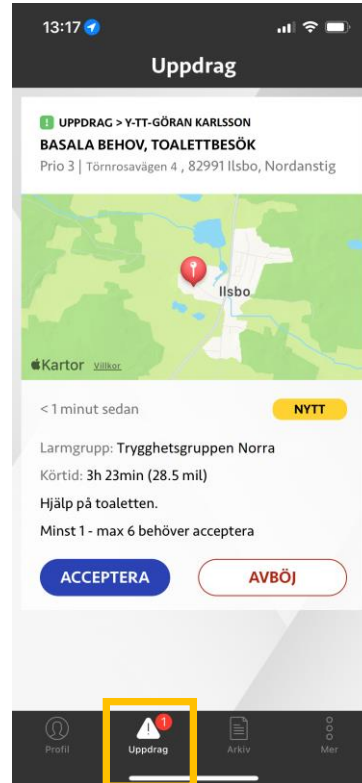 13:17
Uppdrag
UPPDRAG > Y-TT-GÖRAN KARLSSON
BASALA BEHOV, TOALETTBESÖK
Prio 3 | Törnrosavägen 4 , 82991 Ilsbo, Nordanstig
Ilsbo
Kartor Villkor
< 1 minut sedan NYTT
Larmgrupp: Trygghetsgruppen Norra
Körtid: 3h 23min (28.5 mil)
Hjälp på toaletten.
Minst 1 - max 6 behöver acceptera
ACCEPTERA AVBÖJ
1
Profil Uppdrag Arkiv Mer